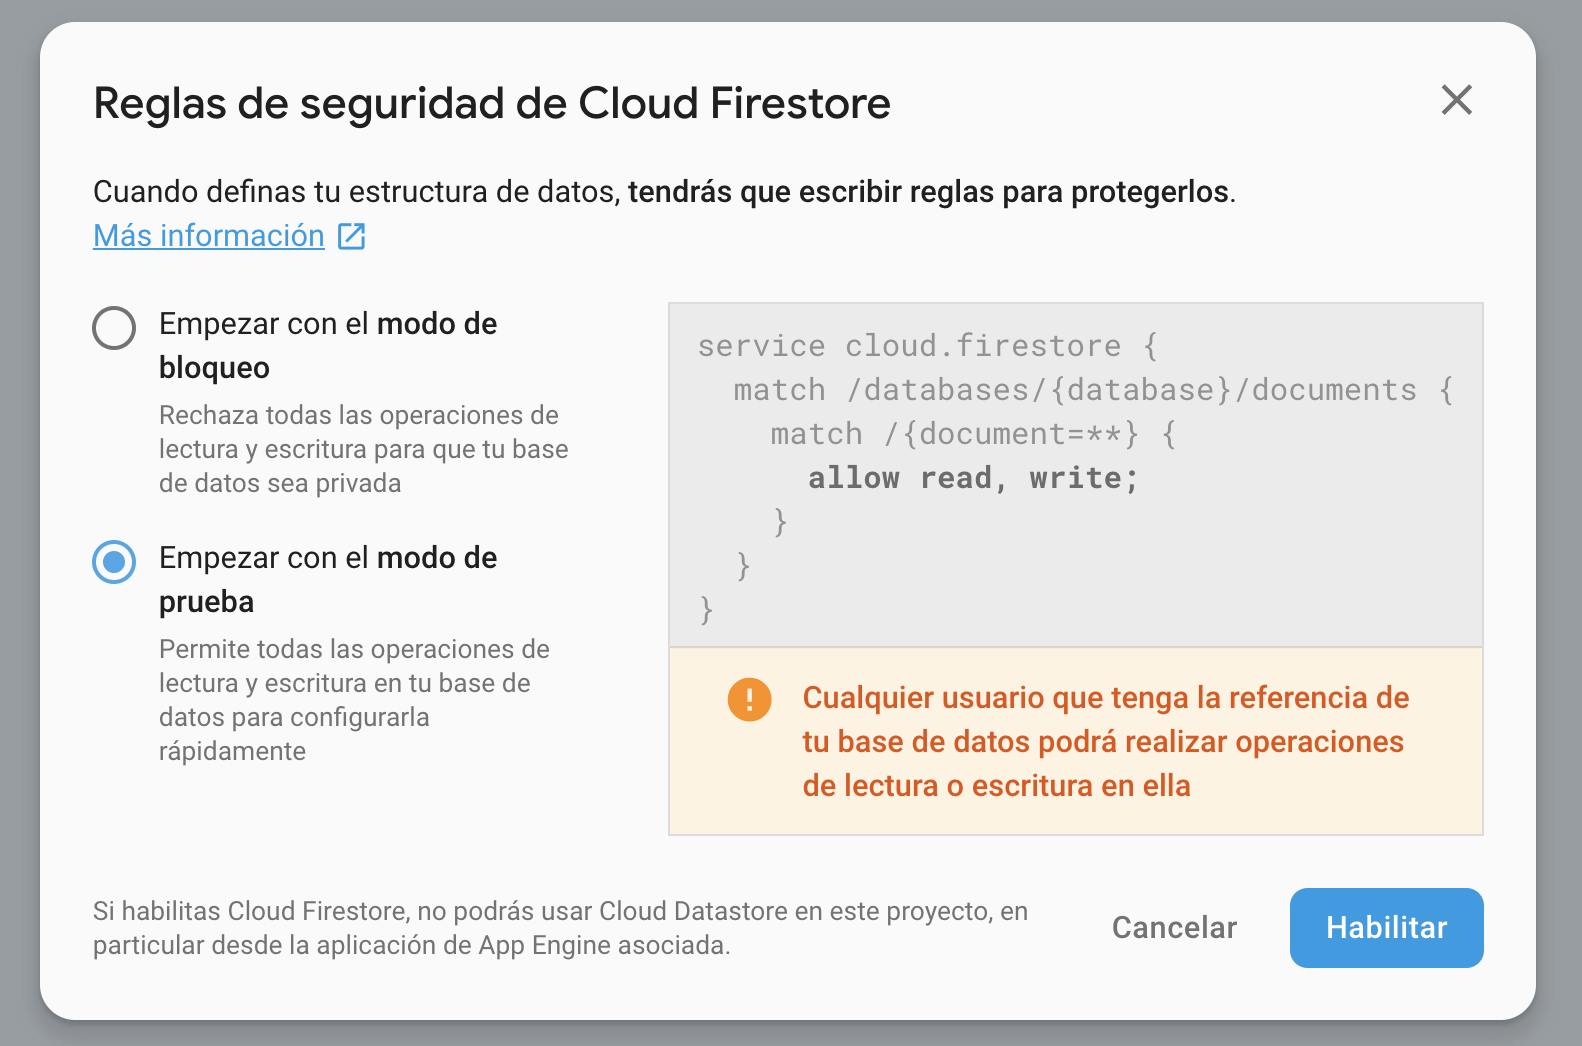 Reglas de seguridad de Cloud Firestore
Cuando definas tu estructura de datos, tendrás que escribir reglas para protegerlos.
Más información
Empezar con el modo de
bloqueo
Rechaza todas las operaciones de
lectura y escritura para que tu base
de datos sea privada
Empezar con el modo de
prueba
Permite todas las operaciones de
lectura y escritura en tu base de
datos para configurarla
rápidamente
service cloud.firestore {
  match /databases/{database}/documents {
    match /{document=**} {
      allow read, write;
    }
  }
}
Cualquier usuario que tenga la referencia de
tu base de datos podrá realizar operaciones
de lectura o escritura en ella
Si habilitas Cloud Firestore, no podrás usar Cloud Datastore en este proyecto, en
particular desde la aplicación de App Engine asociada.
Cancelar
Habilitar